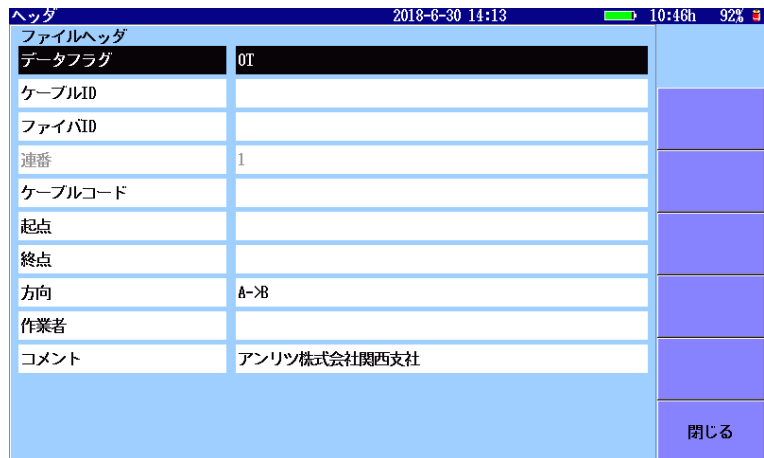 ヘッダ 2018-6-30 14:13 10:46h 92%
ファイルヘッダ
データフラグ 0T
ケーブルID
ファイバID
連番 1
ケーブルコード
起点
終点
方向 A->B
作業者
コメント アンリツ株式会社関西支社
閉じる